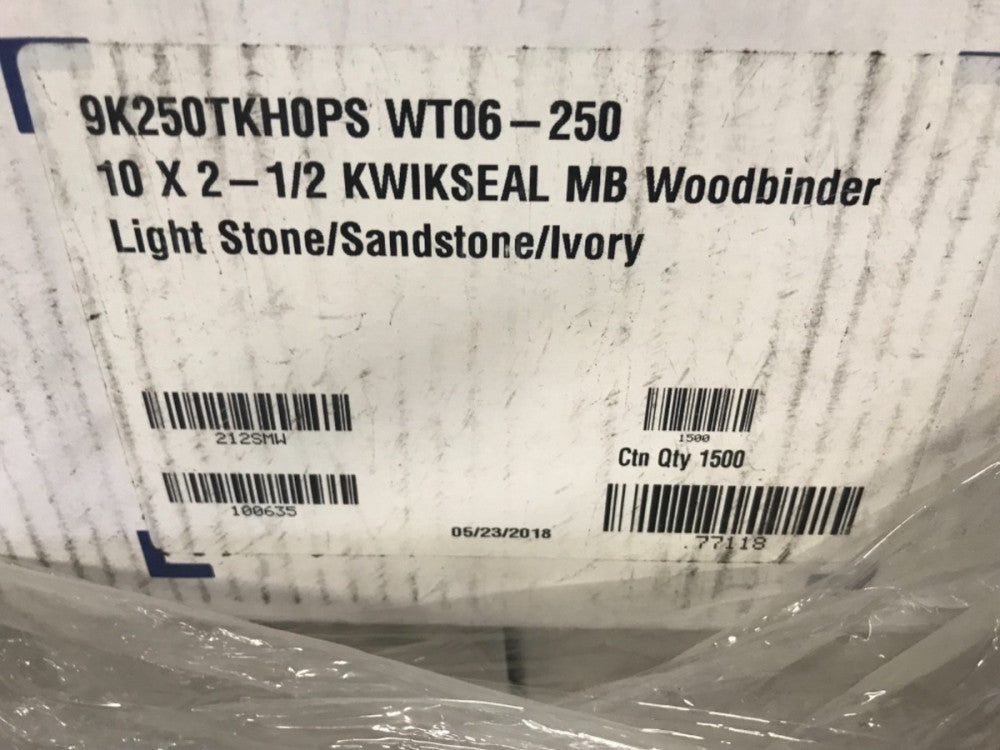 9K250TKH0PS WT06-250
10 X 2-1/2 KWIKSEAL MB Woodbinder
Light Stone/Sandstone/Ivory
212SMW
1500
Ctn Qty 1500
100635
05/23/2018
77118